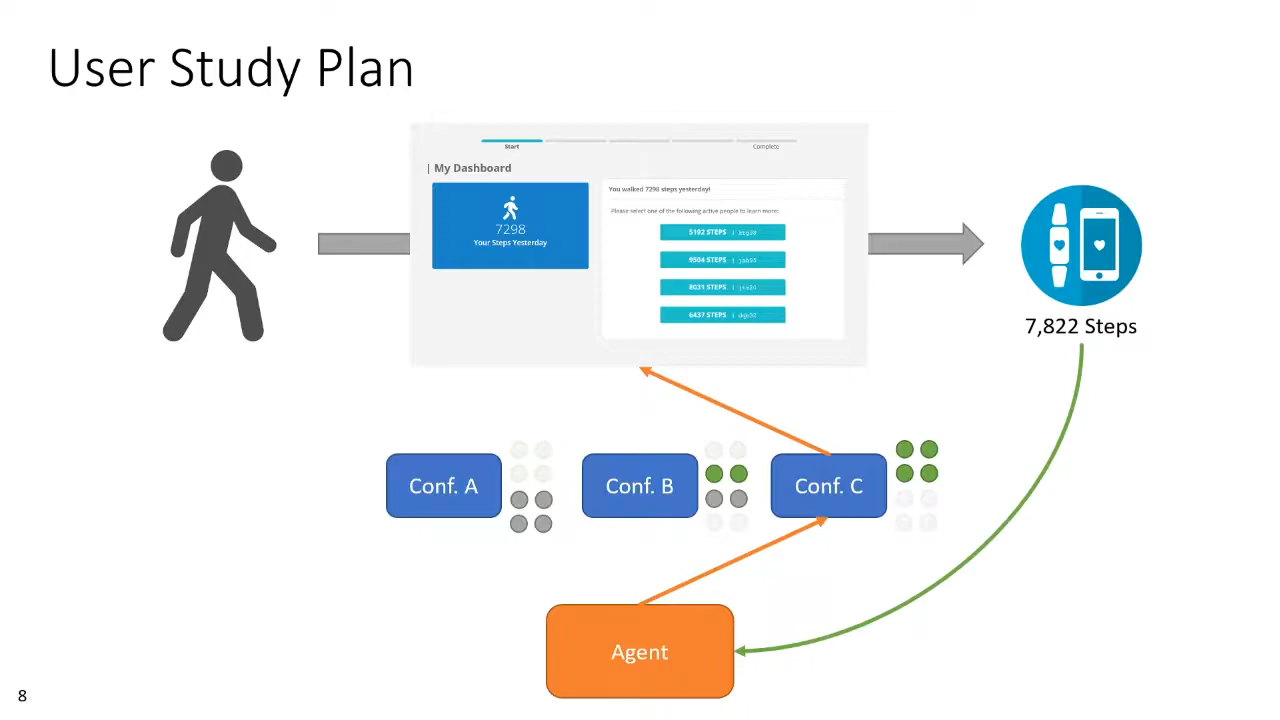 User Study Plan
Start
Complete
| My Dashboard
7298
Your Steps Yesterday
You walked 7298 steps yesterday!
Please select one of the following active people to learn more:
5192 STEPS |
9504 STEPS |
8031 STEPS |
6437 STEPS |
7,822 Steps
Conf. A
Conf. B
Conf. C
Agent
8